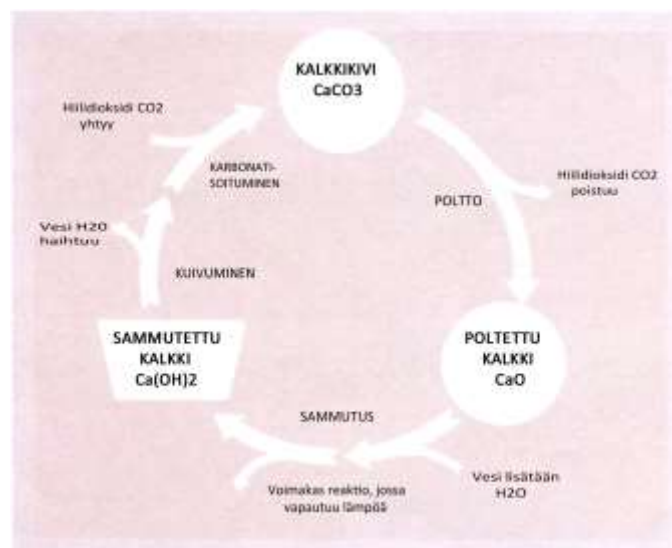 KALKKIKIVI
CaCO3
Hiilidioksidi CO2
yhtyy
KARBONATI-
SOITUMINEN
POLTTO
Hiilidioksidi CO2
poistuu
Vesi H20
haihtuu
KUIVUMINEN
SAMMUTETTU
KALKKI
Ca(OH)2
POLTETTU
KALKKI
CaO
SAMMUTUS
Voimakas reaktio, jossa
vapautuu lämpöä
Vesi lisätään
H2O